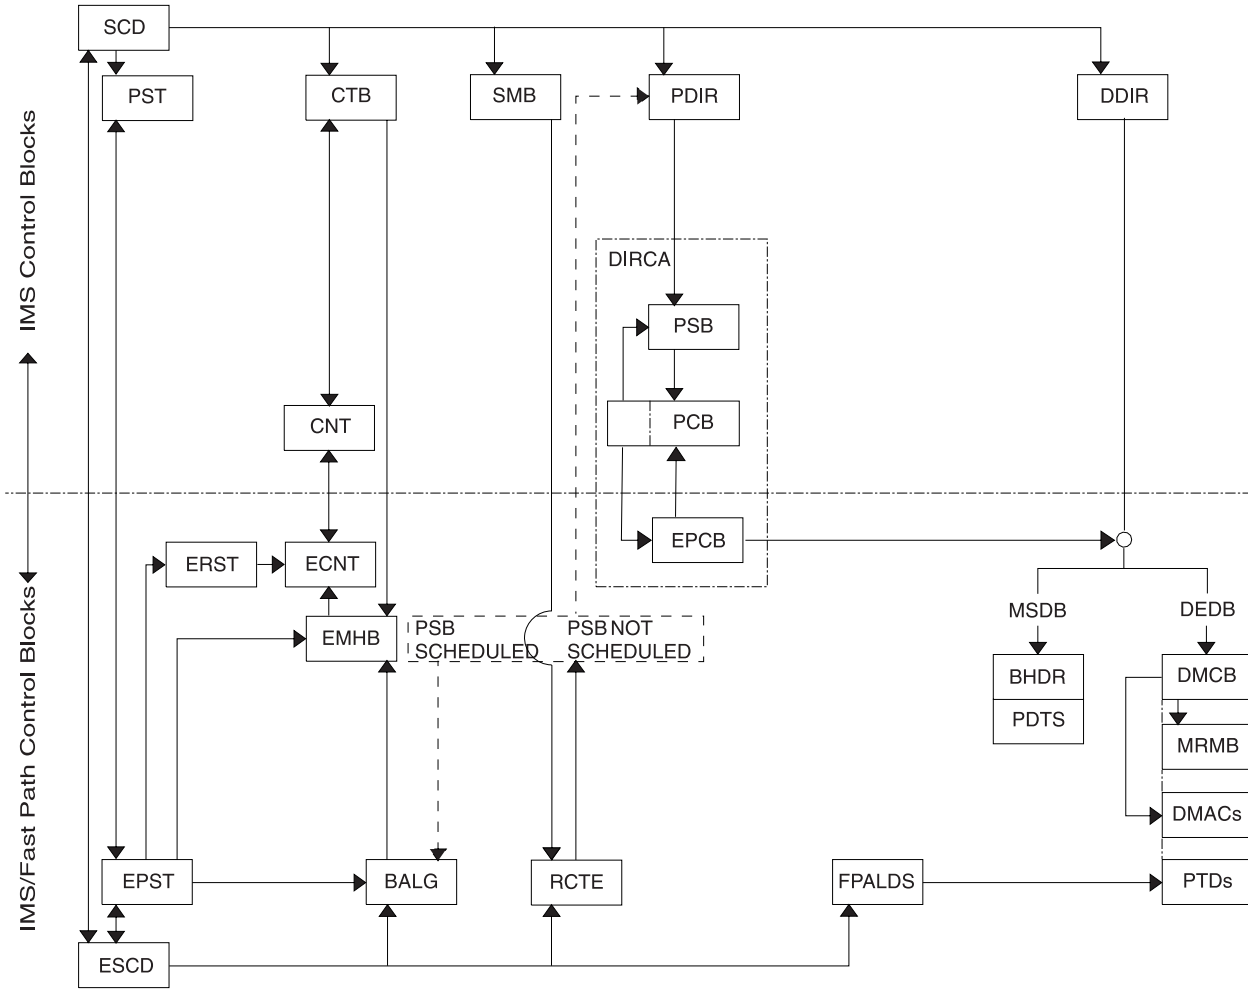 SCD
PST
CTB
SMB
PDIR
DDIR
IMS Control Blocks
DIRCA
PSB
PCB
CNT
EPCB
ERST
ECNT
MSDB
DEDB
EMHB
PSB
SCHEDULED
PSB NOT
SCHEDULED
BHDR
PDTS
DMCB
MRMB
DMACs
IMS/Fast Path Control Blocks
EPST
BALG
RCTE
FPALDS
PTDs
ESCD